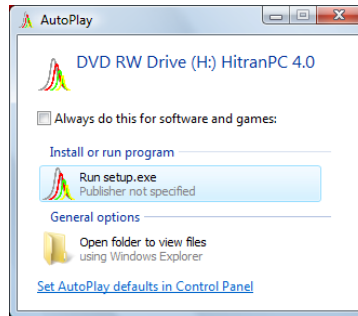 AutoPlay
DVD RW Drive (H:) HitranPC 4.0
Always do this for software and games:
Install or run program
Run setup.exe
Publisher not specified
General options
Open folder to view files
using Windows Explorer
Set AutoPlay defaults in Control Panel